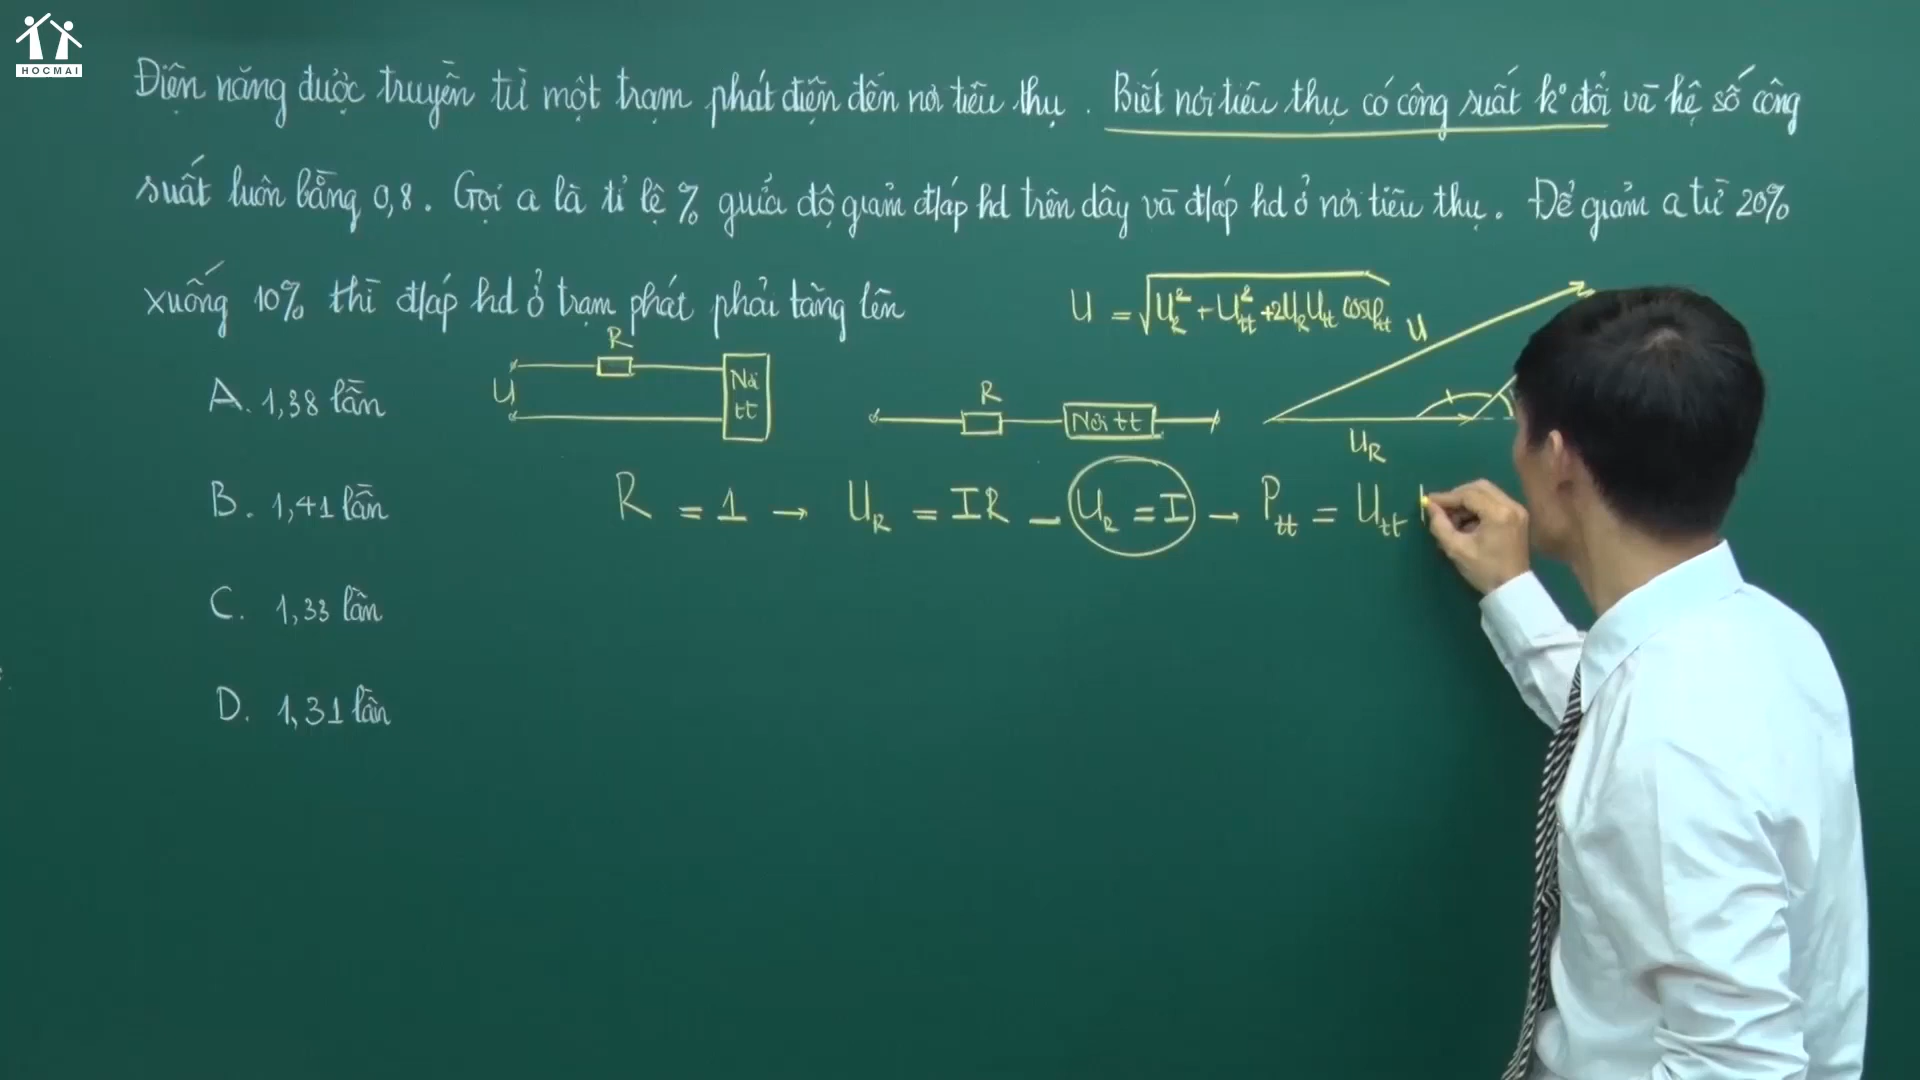 HOCMAI
Điện năng được truyền từ một trạm phát điện đến nơi tiêu thụ. Biết nơi tiêu thụ có công suất k° đổi và hệ số công
suất luôn bằng 0,8. Gọi a là tỉ lệ % giữa độ giảm đ/áp hd trên dây và đ/áp hd ở nơi tiêu thụ. Để giảm a từ 20%
xuống 10% thì đ/áp hd ở trạm phát phải tăng lên
U = √(U_R² + U_tt² + 2U_R U_tt cosφ_tt)
U
U_R
R
U
Nơi tt
R
Nơi tt
A. 1,38 lần
R = 1 → U_R = IR → U_R = I → P_tt = U_tt
B. 1,41 lần
C. 1,33 lần
D. 1,31 lần